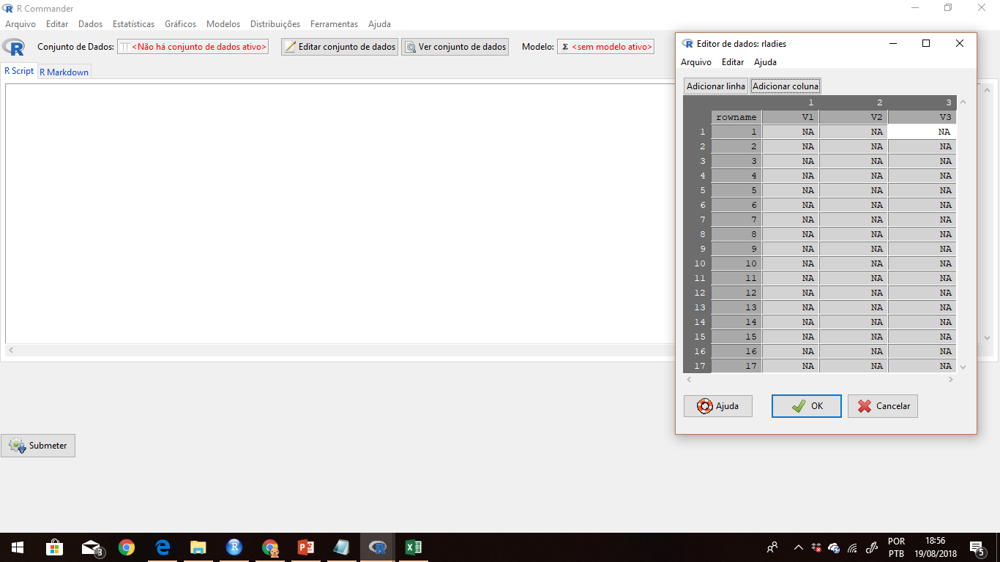 R Commander
Arquivo Editar Dados Estatísticas Gráficos Modelos Distribuições Ferramentas Ajuda
Conjunto de Dados: <Não há conjunto de dados ativo> Editar conjunto de dados Ver conjunto de dados Modelo: Σ <sem modelo ativo>
R Script R Markdown
Editor de dados: rladies
Arquivo Editar Ajuda
Adicionar linha Adicionar coluna
1 2 3
rowname V1 V2 V3
1 1 NA NA NA
2 2 NA NA NA
3 3 NA NA NA
4 4 NA NA NA
5 5 NA NA NA
6 6 NA NA NA
7 7 NA NA NA
8 8 NA NA NA
9 9 NA NA NA
10 10 NA NA NA
11 11 NA NA NA
12 12 NA NA NA
13 13 NA NA NA
14 14 NA NA NA
15 15 NA NA NA
16 16 NA NA NA
17 17 NA NA NA
Ajuda OK Cancelar
Submeter
3
POR
PTB
18:56
19/08/2018
5